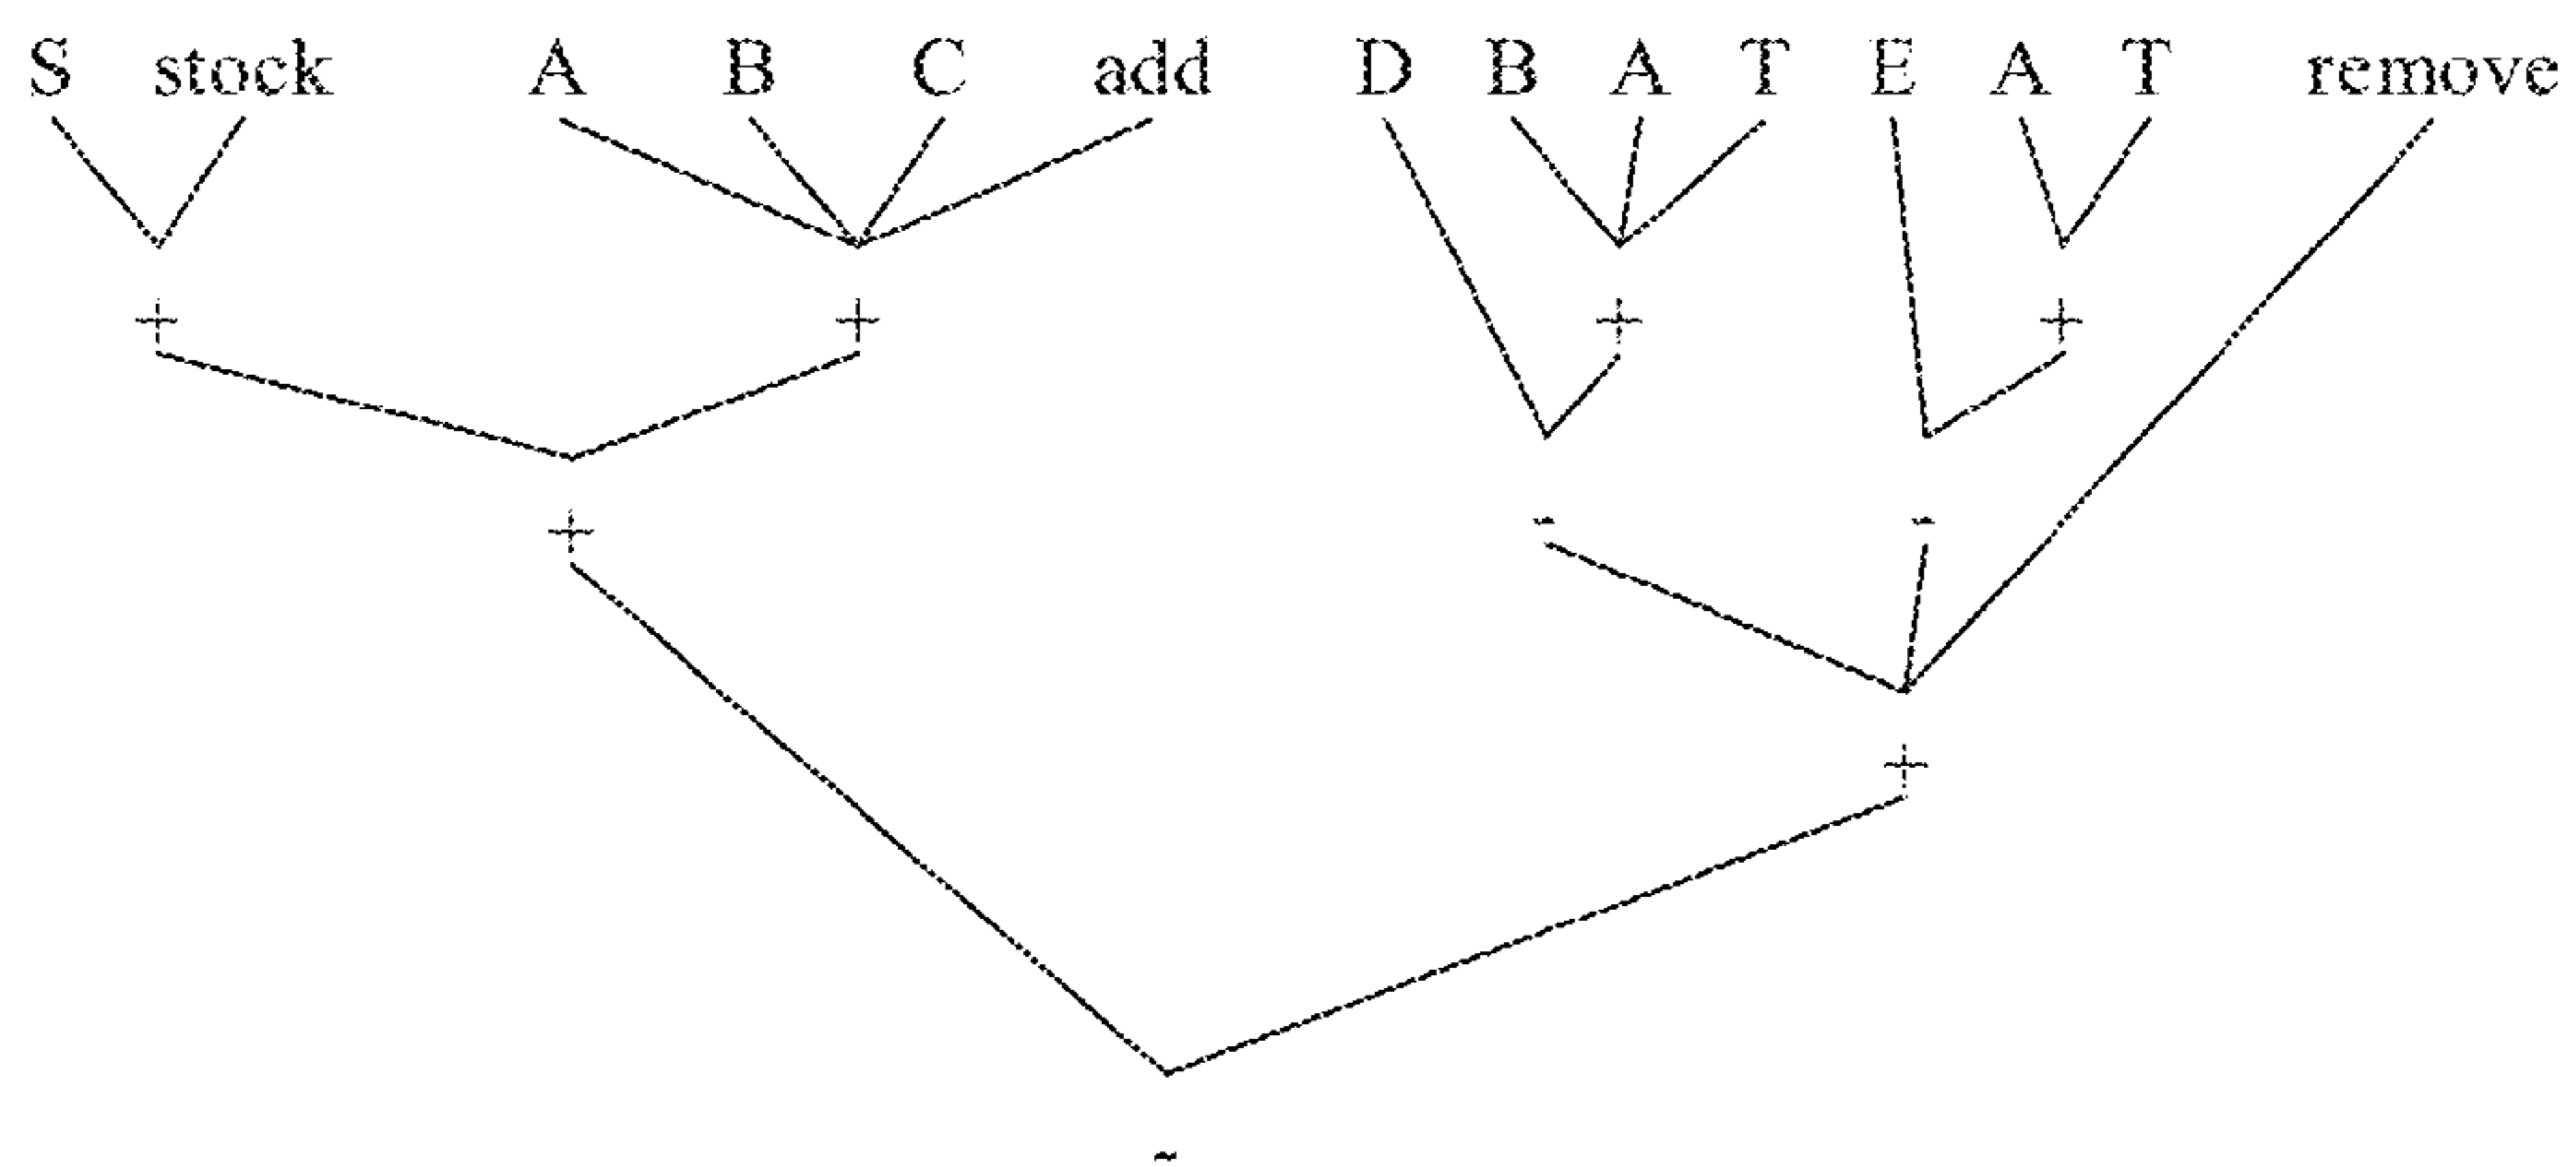 S stock A B C add D B A T E A T remove
+ + + +
+ - -
+
-